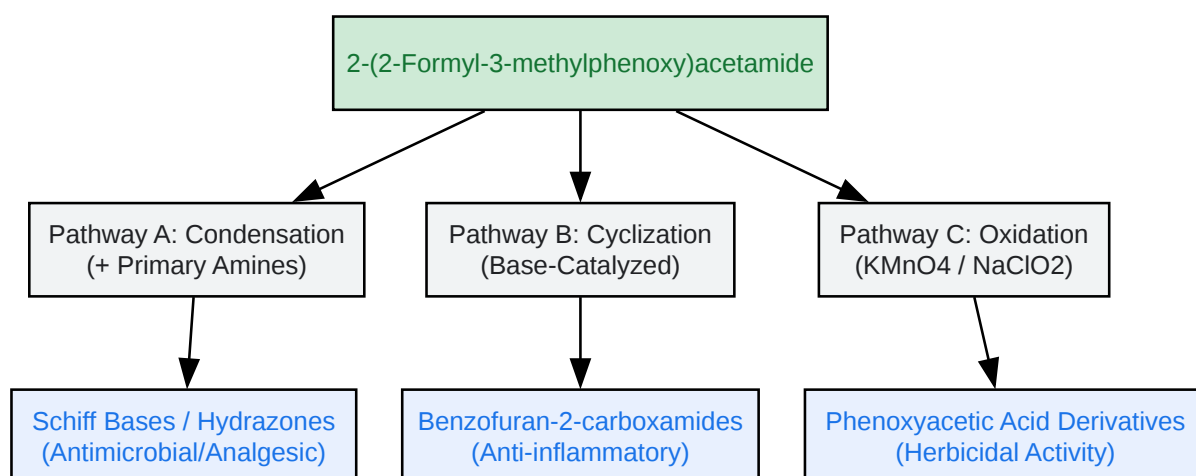 2-(2-Formyl-3-methylphenoxy)acetamide
Pathway A: Condensation
(+ Primary Amines)
Pathway B: Cyclization
(Base-Catalyzed)
Pathway C: Oxidation
(KMnO4 / NaClO2)
Schiff Bases / Hydrazones
(Antimicrobial/Analgesic)
Benzofuran-2-carboxamides
(Anti-inflammatory)
Phenoxyacetic Acid Derivatives
(Herbicidal Activity)